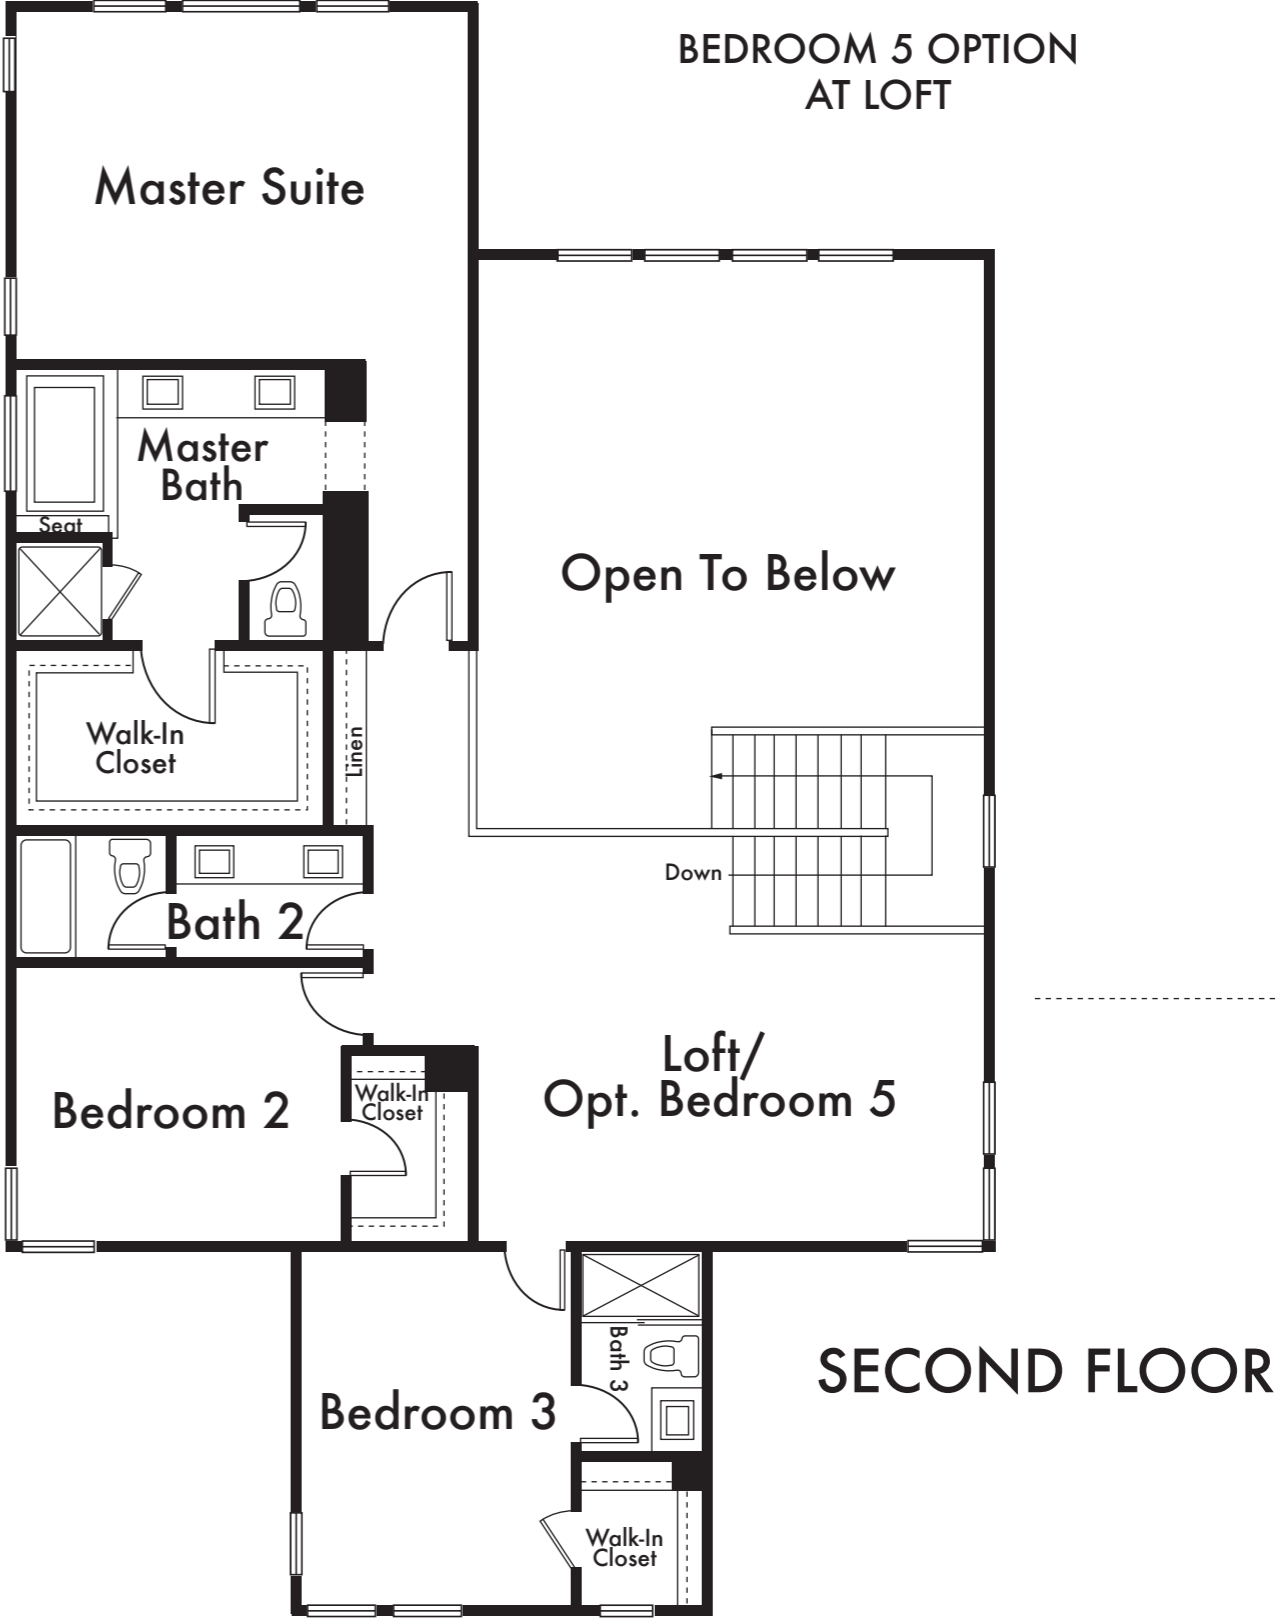 BEDROOM 5 OPTION
AT LOFT
Master Suite
Master
Bath
Seat
Open To Below
Walk-In
Closet
Linen
Down
Bath 2
Loft/
Opt. Bedroom 5
Bedroom 2
Walk-In
Closet
Bath 3
SECOND FLOOR
Bedroom 3
Walk-In
Closet